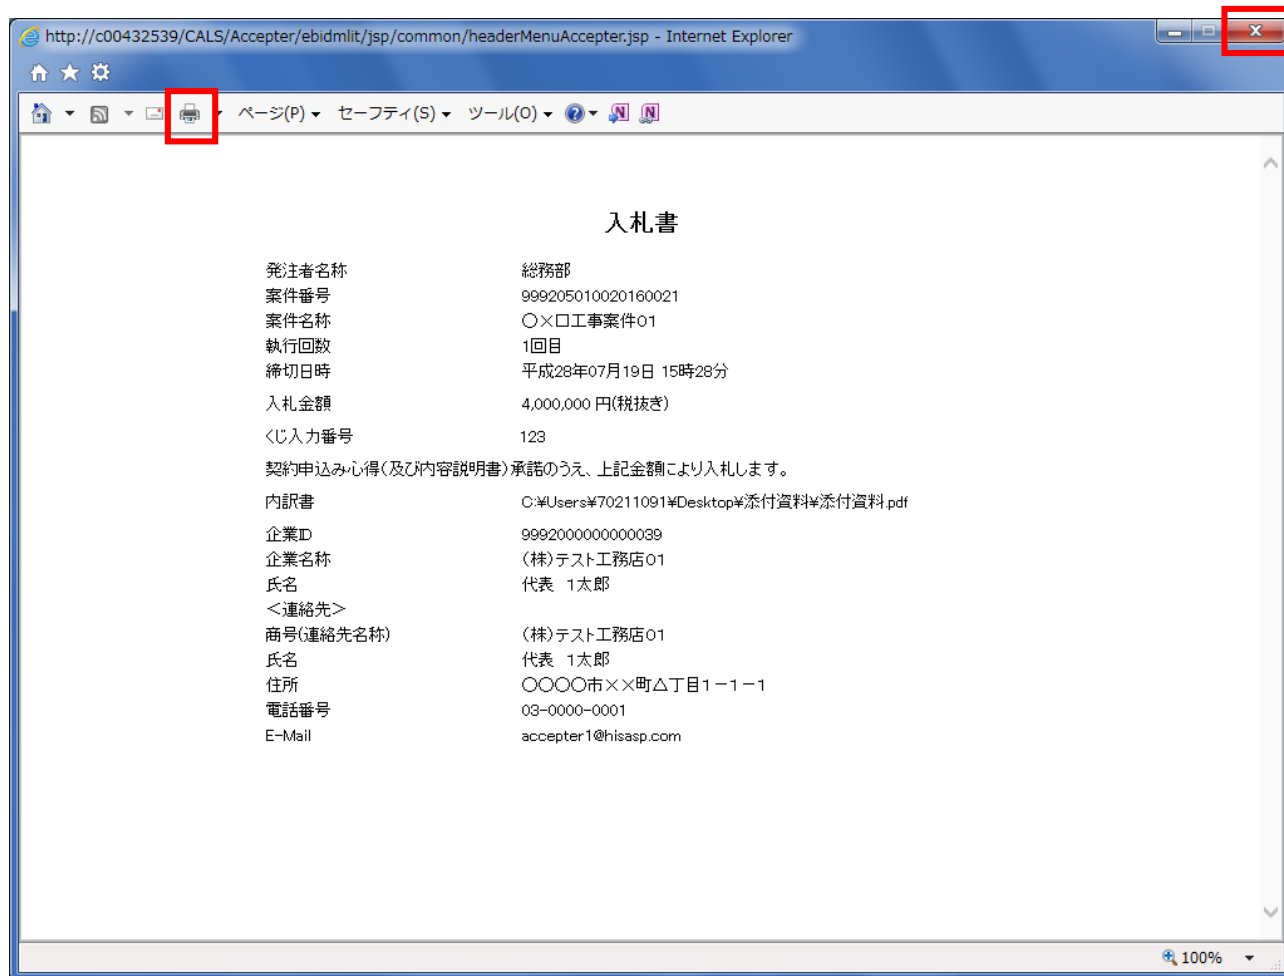 http://c00432539/CALS/Accepter/ebidmlit/jsp/common/headerMenuAccepter.jsp - Internet Explorer
ページ(P) セーフティ(S) ツール(O)
入札書
発注者名称 総務部
案件番号 999205010020160021
案件名称 〇×口工事案件01
執行回数 1回目
締切日時 平成28年07月19日 15時28分
入札金額 4,000,000 円(税抜き)
くじ入力番号 123
契約申込み心得(及び内容説明書)承諾のうえ、上記金額により入札します。
内訳書 C:¥Users¥70211091¥Desktop¥添付資料¥添付資料.pdf
企業ID 9992000000000039
企業名称 (株)テスト工務店01
氏名 代表 1太郎
＜連絡先＞
商号(連絡先名称) (株)テスト工務店01
氏名 代表 1太郎
住所 〇〇〇〇市××町△丁目1－1－1
電話番号 03-0000-0001
E-Mail accepter1@hisasp.com
100%